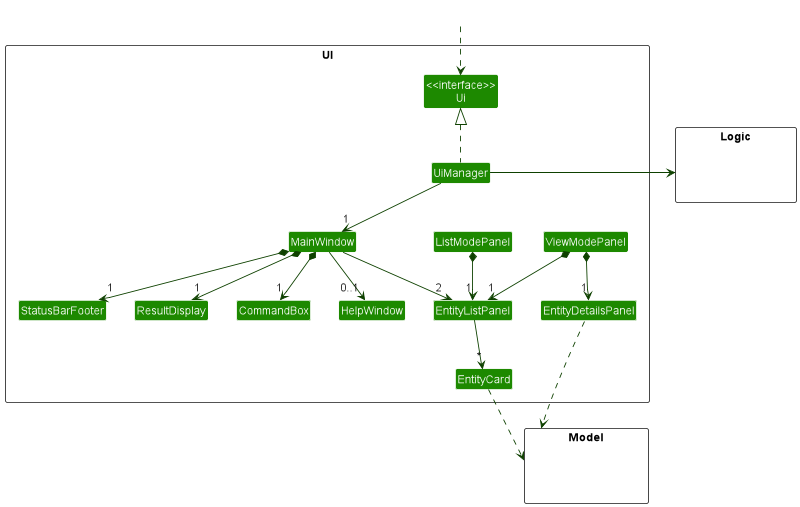 UI
<<interface>>
Ui
Logic
UiManager
1
MainWindow
ListModePanel
ViewModePanel
1
1
1
0..1
2
1
1
1
StatusBarFooter
ResultDisplay
CommandBox
HelpWindow
EntityListPanel
EntityDetailsPanel
*
EntityCard
Model